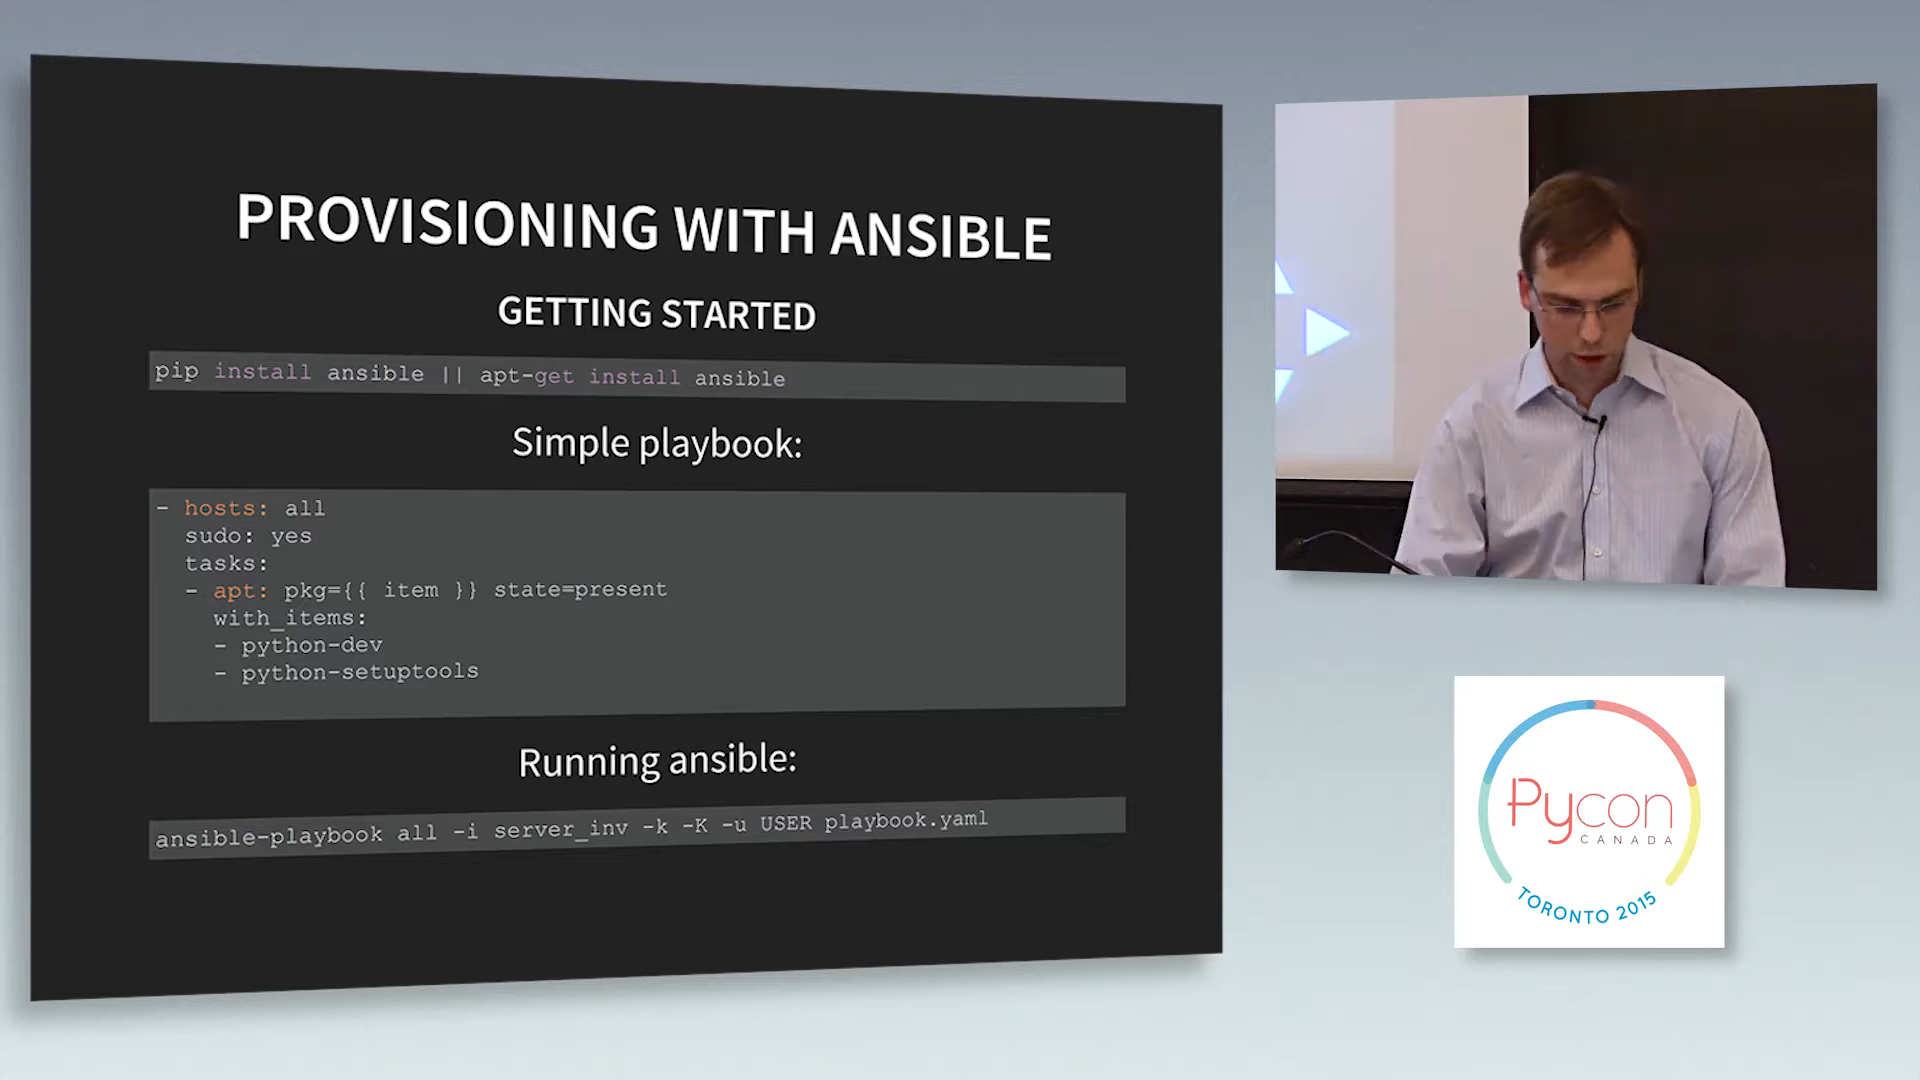 PROVISIONING WITH ANSIBLE
GETTING STARTED
pip install ansible || apt-get install ansible
Simple playbook:
- hosts: all
  sudo: yes
  tasks:
  - apt: pkg={{ item }} state=present
    with_items:
    - python-dev
    - python-setuptools
Running ansible:
ansible-playbook all -i server_inv -k -K -u USER playbook.yaml
Pycon
CANADA
TORONTO 2015